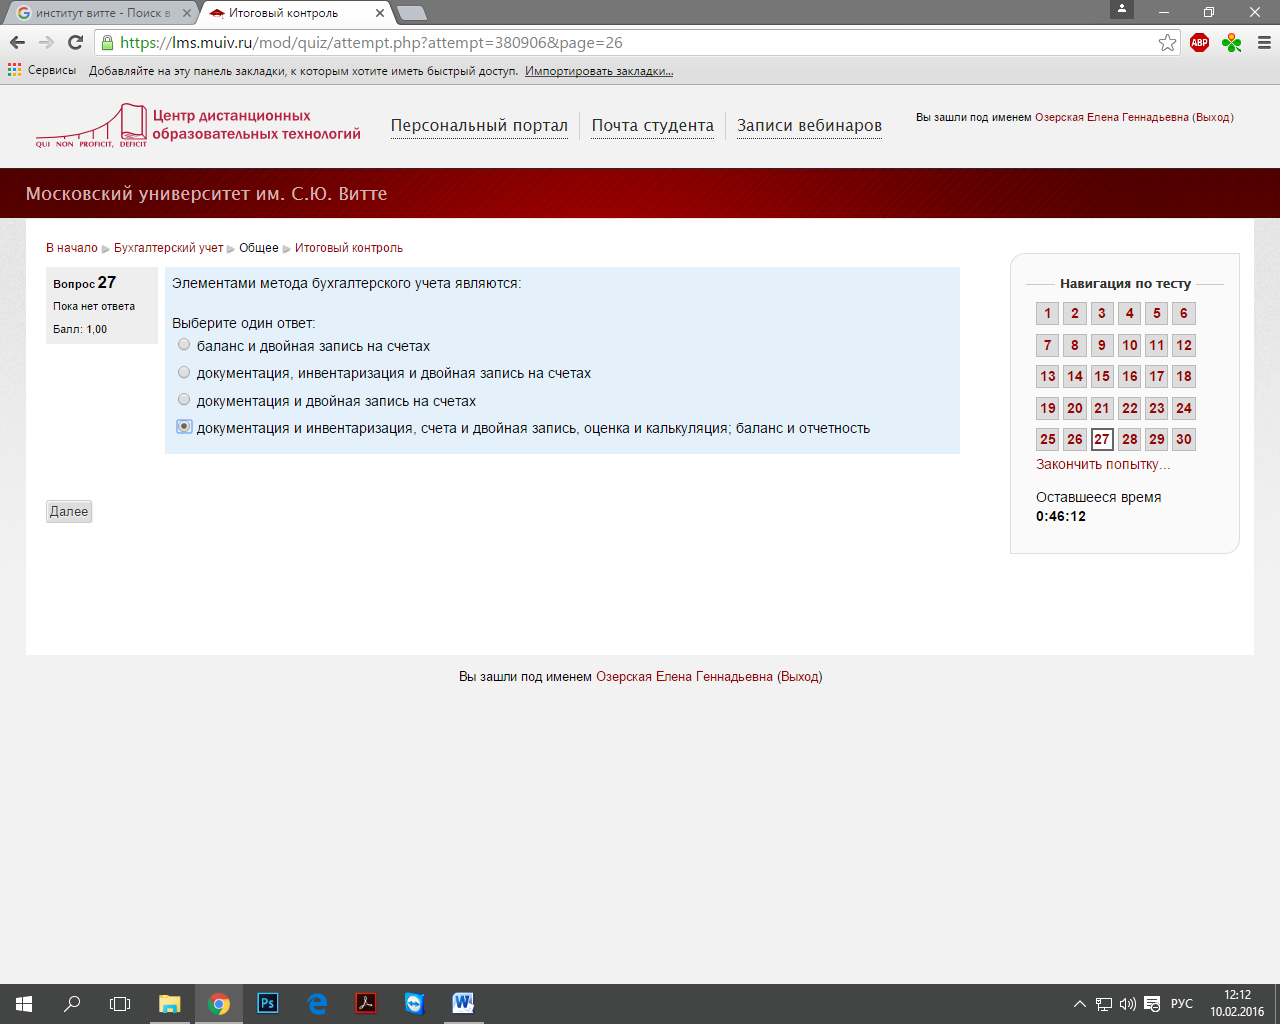 институт витте - Поиск в
Итоговый контроль
https://lms.muiv.ru/mod/quiz/attempt.php?attempt=380906&page=26
ABP
Сервисы
Добавляйте на эту панель закладки, к которым хотите иметь быстрый доступ. Импортировать закладки...
QUI NON PROFICIT, DEFICIT
Центр дистанционных
образовательных технологий
Персональный портал
Почта студента
Записи вебинаров
Вы зашли под именем Озерская Елена Геннадьевна (Выход)
Московский университет им. С.Ю. Витте
В начало Бухгалтерский учет Общее Итоговый контроль
Вопрос 27
Пока нет ответа
Балл: 1,00
Элементами метода бухгалтерского учета являются:
Выберите один ответ:
баланс и двойная запись на счетах
документация, инвентаризация и двойная запись на счетах
документация и двойная запись на счетах
документация и инвентаризация, счета и двойная запись, оценка и калькуляция; баланс и отчетность
Далее
Навигация по тесту
1 2 3 4 5 6
7 8 9 10 11 12
13 14 15 16 17 18
19 20 21 22 23 24
25 26 27 28 29 30
Закончить попытку...
Оставшееся время
0:46:12
Вы зашли под именем Озерская Елена Геннадьевна (Выход)
Ps
W
РУС
12:12
10.02.2016